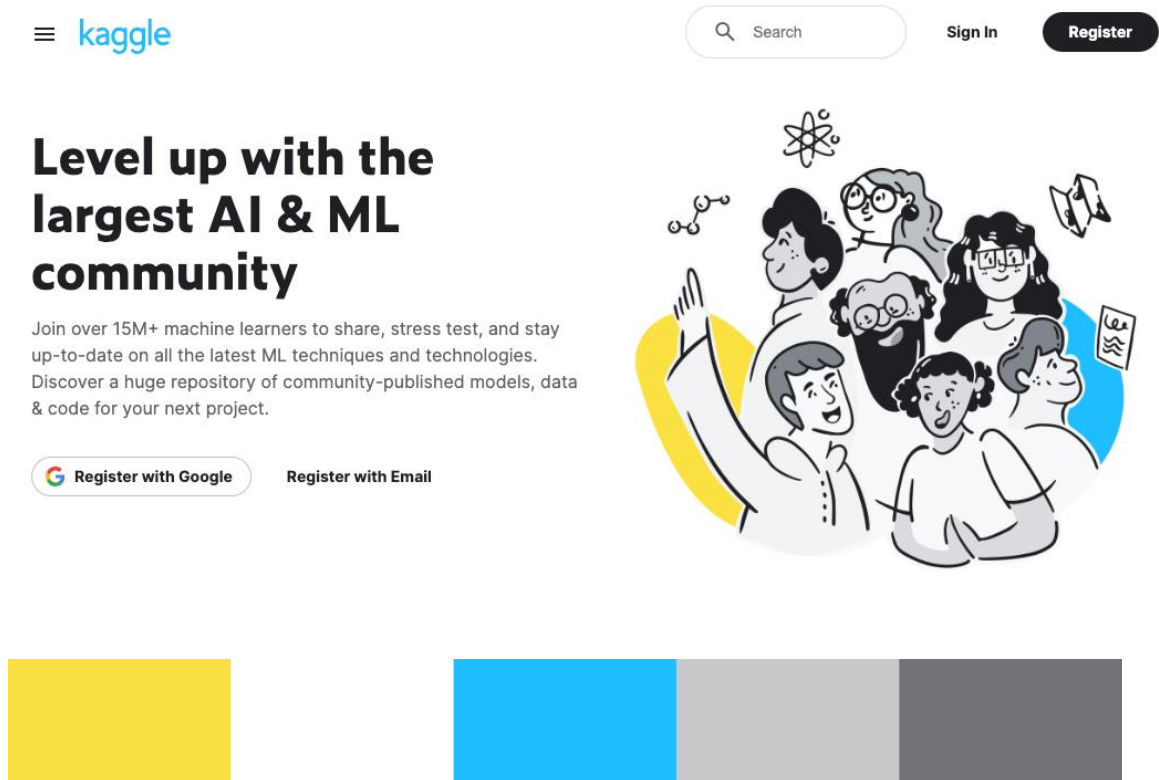 kaggle
Search
Sign In
Register
Level up with the
largest AI & ML
community
Join over 15M+ machine learners to share, stress test, and stay
up-to-date on all the latest ML techniques and technologies.
Discover a huge repository of community-published models, data
& code for your next project.
Register with Google
Register with Email